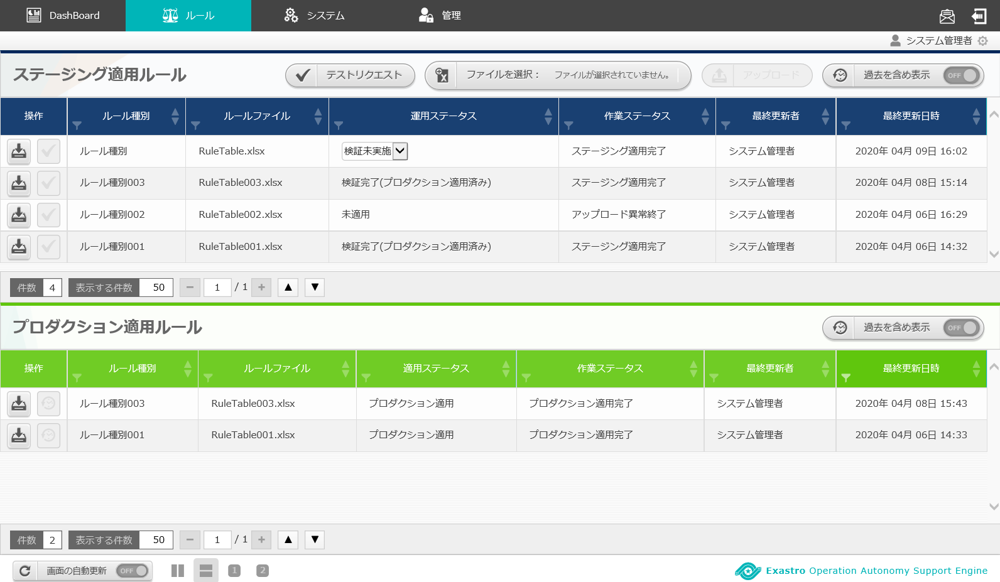 DashBoard ルール システム 管理
システム管理者
ステージング適用ルール テストリクエスト ファイルを選択： ファイルが選択されていません。 アップロード 過去を含め表示 OFF
操作 ルール種別 ルールファイル 運用ステータス 作業ステータス 最終更新者 最終更新日時
ルール種別 RuleTable.xlsx 検証未実施 ステージング適用完了 システム管理者 2020年 04月 09日 16:02
ルール種別003 RuleTable003.xlsx 検証完了(プロダクション適用済み) ステージング適用完了 システム管理者 2020年 04月 08日 15:14
ルール種別002 RuleTable002.xlsx 未適用 アップロード異常終了 システム管理者 2020年 04月 06日 16:29
ルール種別001 RuleTable001.xlsx 検証完了(プロダクション適用済み) ステージング適用完了 システム管理者 2020年 04月 06日 14:32
件数 4 表示する件数 50 − 1 / 1 + ▲ ▼
プロダクション適用ルール 過去を含め表示 OFF
操作 ルール種別 ルールファイル 適用ステータス 作業ステータス 最終更新者 最終更新日時
ルール種別003 RuleTable003.xlsx プロダクション適用 プロダクション適用完了 システム管理者 2020年 04月 08日 15:43
ルール種別001 RuleTable001.xlsx プロダクション適用 プロダクション適用完了 システム管理者 2020年 04月 06日 14:33
件数 2 表示する件数 50 − 1 / 1 + ▲ ▼
画面の自動更新 OFF 1 2 Exastro Operation Autonomy Support Engine